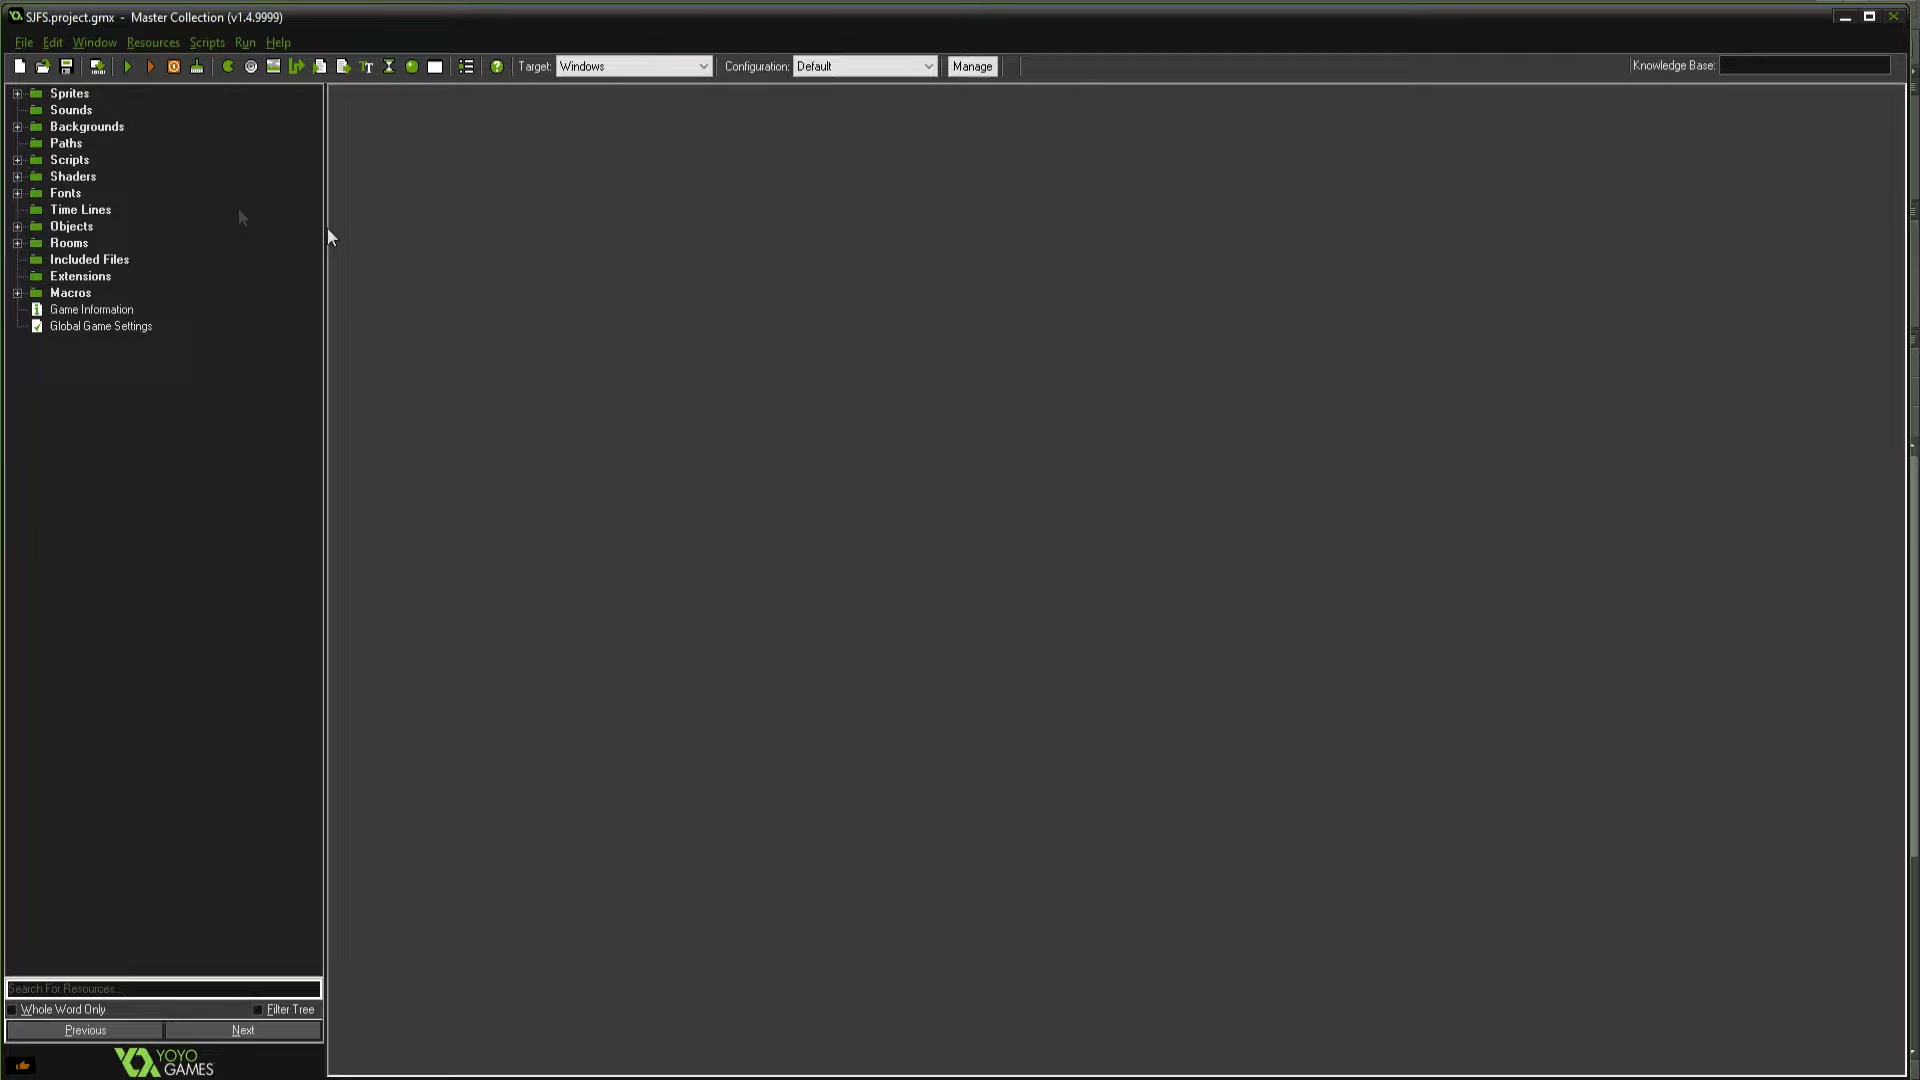 SJFS.project.gmx - Master Collection (v1.4.9999)
File Edit Window Resources Scripts Run Help
Target: Windows Configuration: Default Manage Knowledge Base:
Sprites
Sounds
Backgrounds
Paths
Scripts
Shaders
Fonts
Time Lines
Objects
Rooms
Included Files
Extensions
Macros
Game Information
Global Game Settings
Search For Resources...
Whole Word Only Filter Tree
Previous Next
YOYO
GAMES